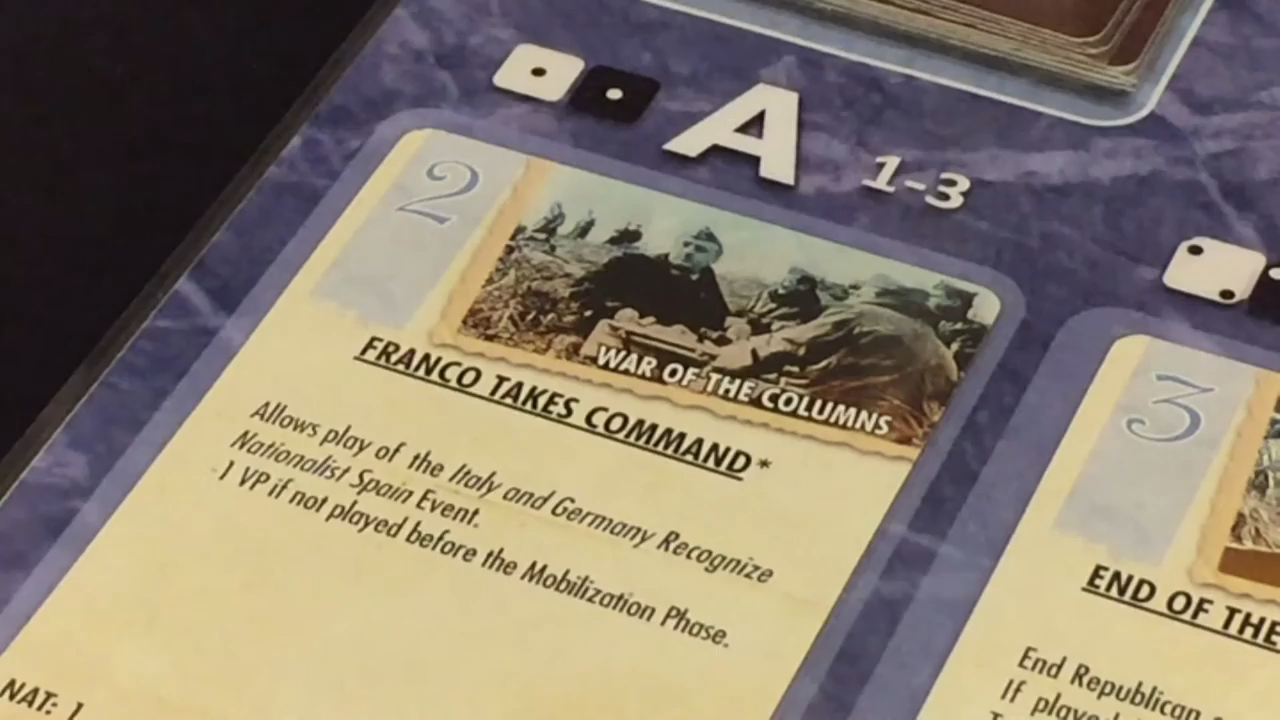 A 1-3
2
WAR OF THE COLUMNS
FRANCO TAKES COMMAND*
Allows play of the Italy and Germany Recognize
Nationalist Spain Event.
-1 VP if not played before the Mobilization Phase.
NAT: 1
3
END OF THE
End Republican
If played